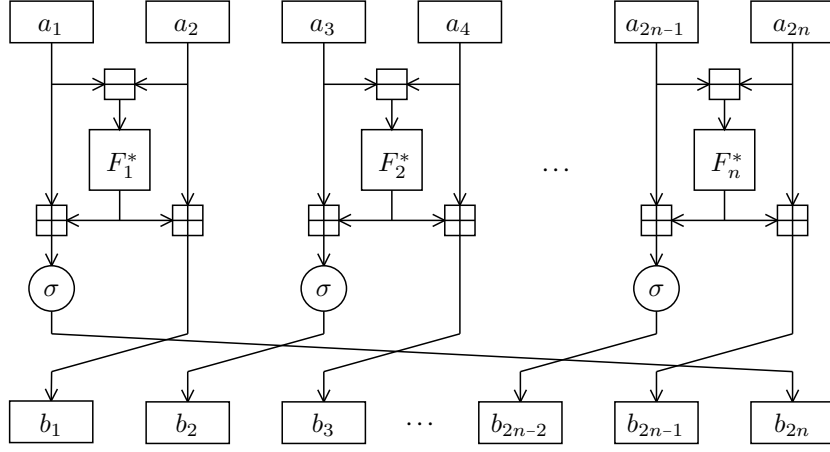 a₁ a₂ a₃ a₄ a₂ₙ₋₁ a₂ₙ
F₁* F₂* ... Fₙ*
σ σ σ
b₁ b₂ b₃ ... b₂ₙ₋₂ b₂ₙ₋₁ b₂ₙ